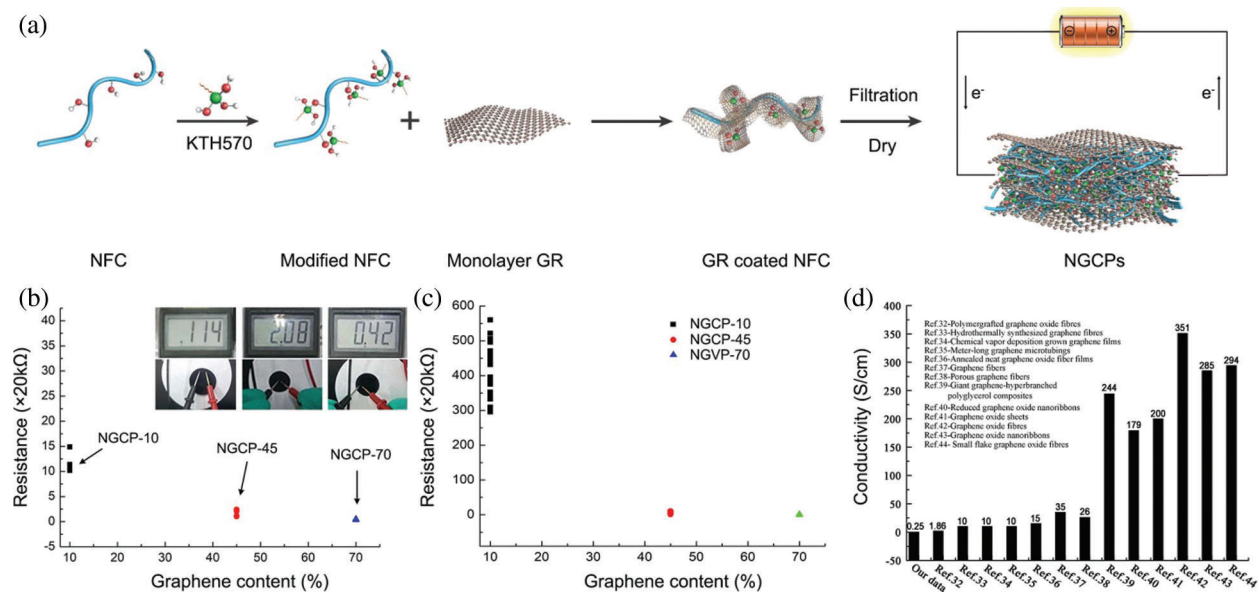 (a)
KTH570
+
Filtration
Dry
e-
e-
NFC
Modified NFC
Monolayer GR
GR coated NFC
NGCPs
(b)
Resistance (×20kΩ)
40
35
30
25
20
15
10
5
0
-5
10 20 30 40 50 60 70
Graphene content (%)
.114
2.08
0.42
NGCP-10
NGCP-45
NGCP-70
(c)
Resistance (×20kΩ)
600
500
400
300
200
100
0
10 20 30 40 50 60 70
Graphene content (%)
NGCP-10
NGCP-45
NGVP-70
(d)
Conductivity (S/cm)
400
350
300
250
200
150
100
50
0
-50
Ref.32-Polymergrafted graphene oxide fibres
Ref.33-Hydrothermally synthesized graphene fibres
Ref.34-Chemical vapor deposition grown graphene films
Ref.35-Meter-long graphene microtubings
Ref.36-Annealed neat graphene oxide fiber films
Ref.37-Graphene fibers
Ref.38-Porous graphene fibers
Ref.39-Giant graphene-hyperbranched
polyglycerol composites
Ref.40-Reduced graphene oxide nanoribbons
Ref.41-Graphene oxide sheets
Ref.42-Graphene oxide fibres
Ref.43-Graphene oxide nanoribbons
Ref.44- Small flake graphene oxide fibres
0.25 1.86 10 10 10 15 35 26 244 179 200 351 285 294
Our data Ref.32 Ref.33 Ref.34 Ref.35 Ref.36 Ref.37 Ref.38 Ref.39 Ref.40 Ref.41 Ref.42 Ref.43 Ref.44